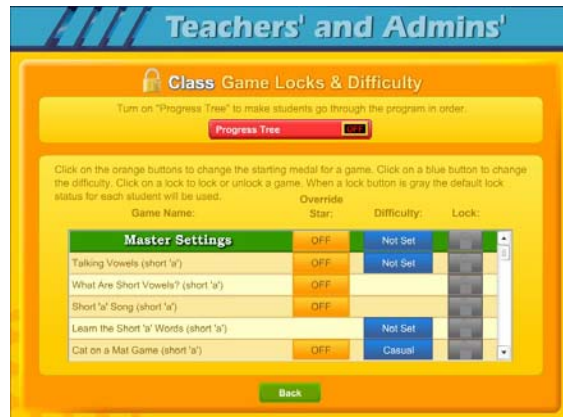 Teachers' and Admins'
Class Game Locks & Difficulty
Turn on "Progress Tree" to make students go through the program in order.
Progress Tree OFF
Click on the orange buttons to change the starting medal for a game. Click on a blue button to change
the difficulty. Click on a lock to lock or unlock a game. When a lock button is gray the default lock
status for each student will be used.
Game Name: Override Star: Difficulty: Lock:
Master Settings OFF Not Set
Talking Vowels (short 'a') OFF Not Set
What Are Short Vowels? (short 'a') OFF
Short 'a' Song (short 'a') OFF
Learn the Short 'a' Words (short 'a') Not Set
Cat on a Mat Game (short 'a') OFF Casual
Back